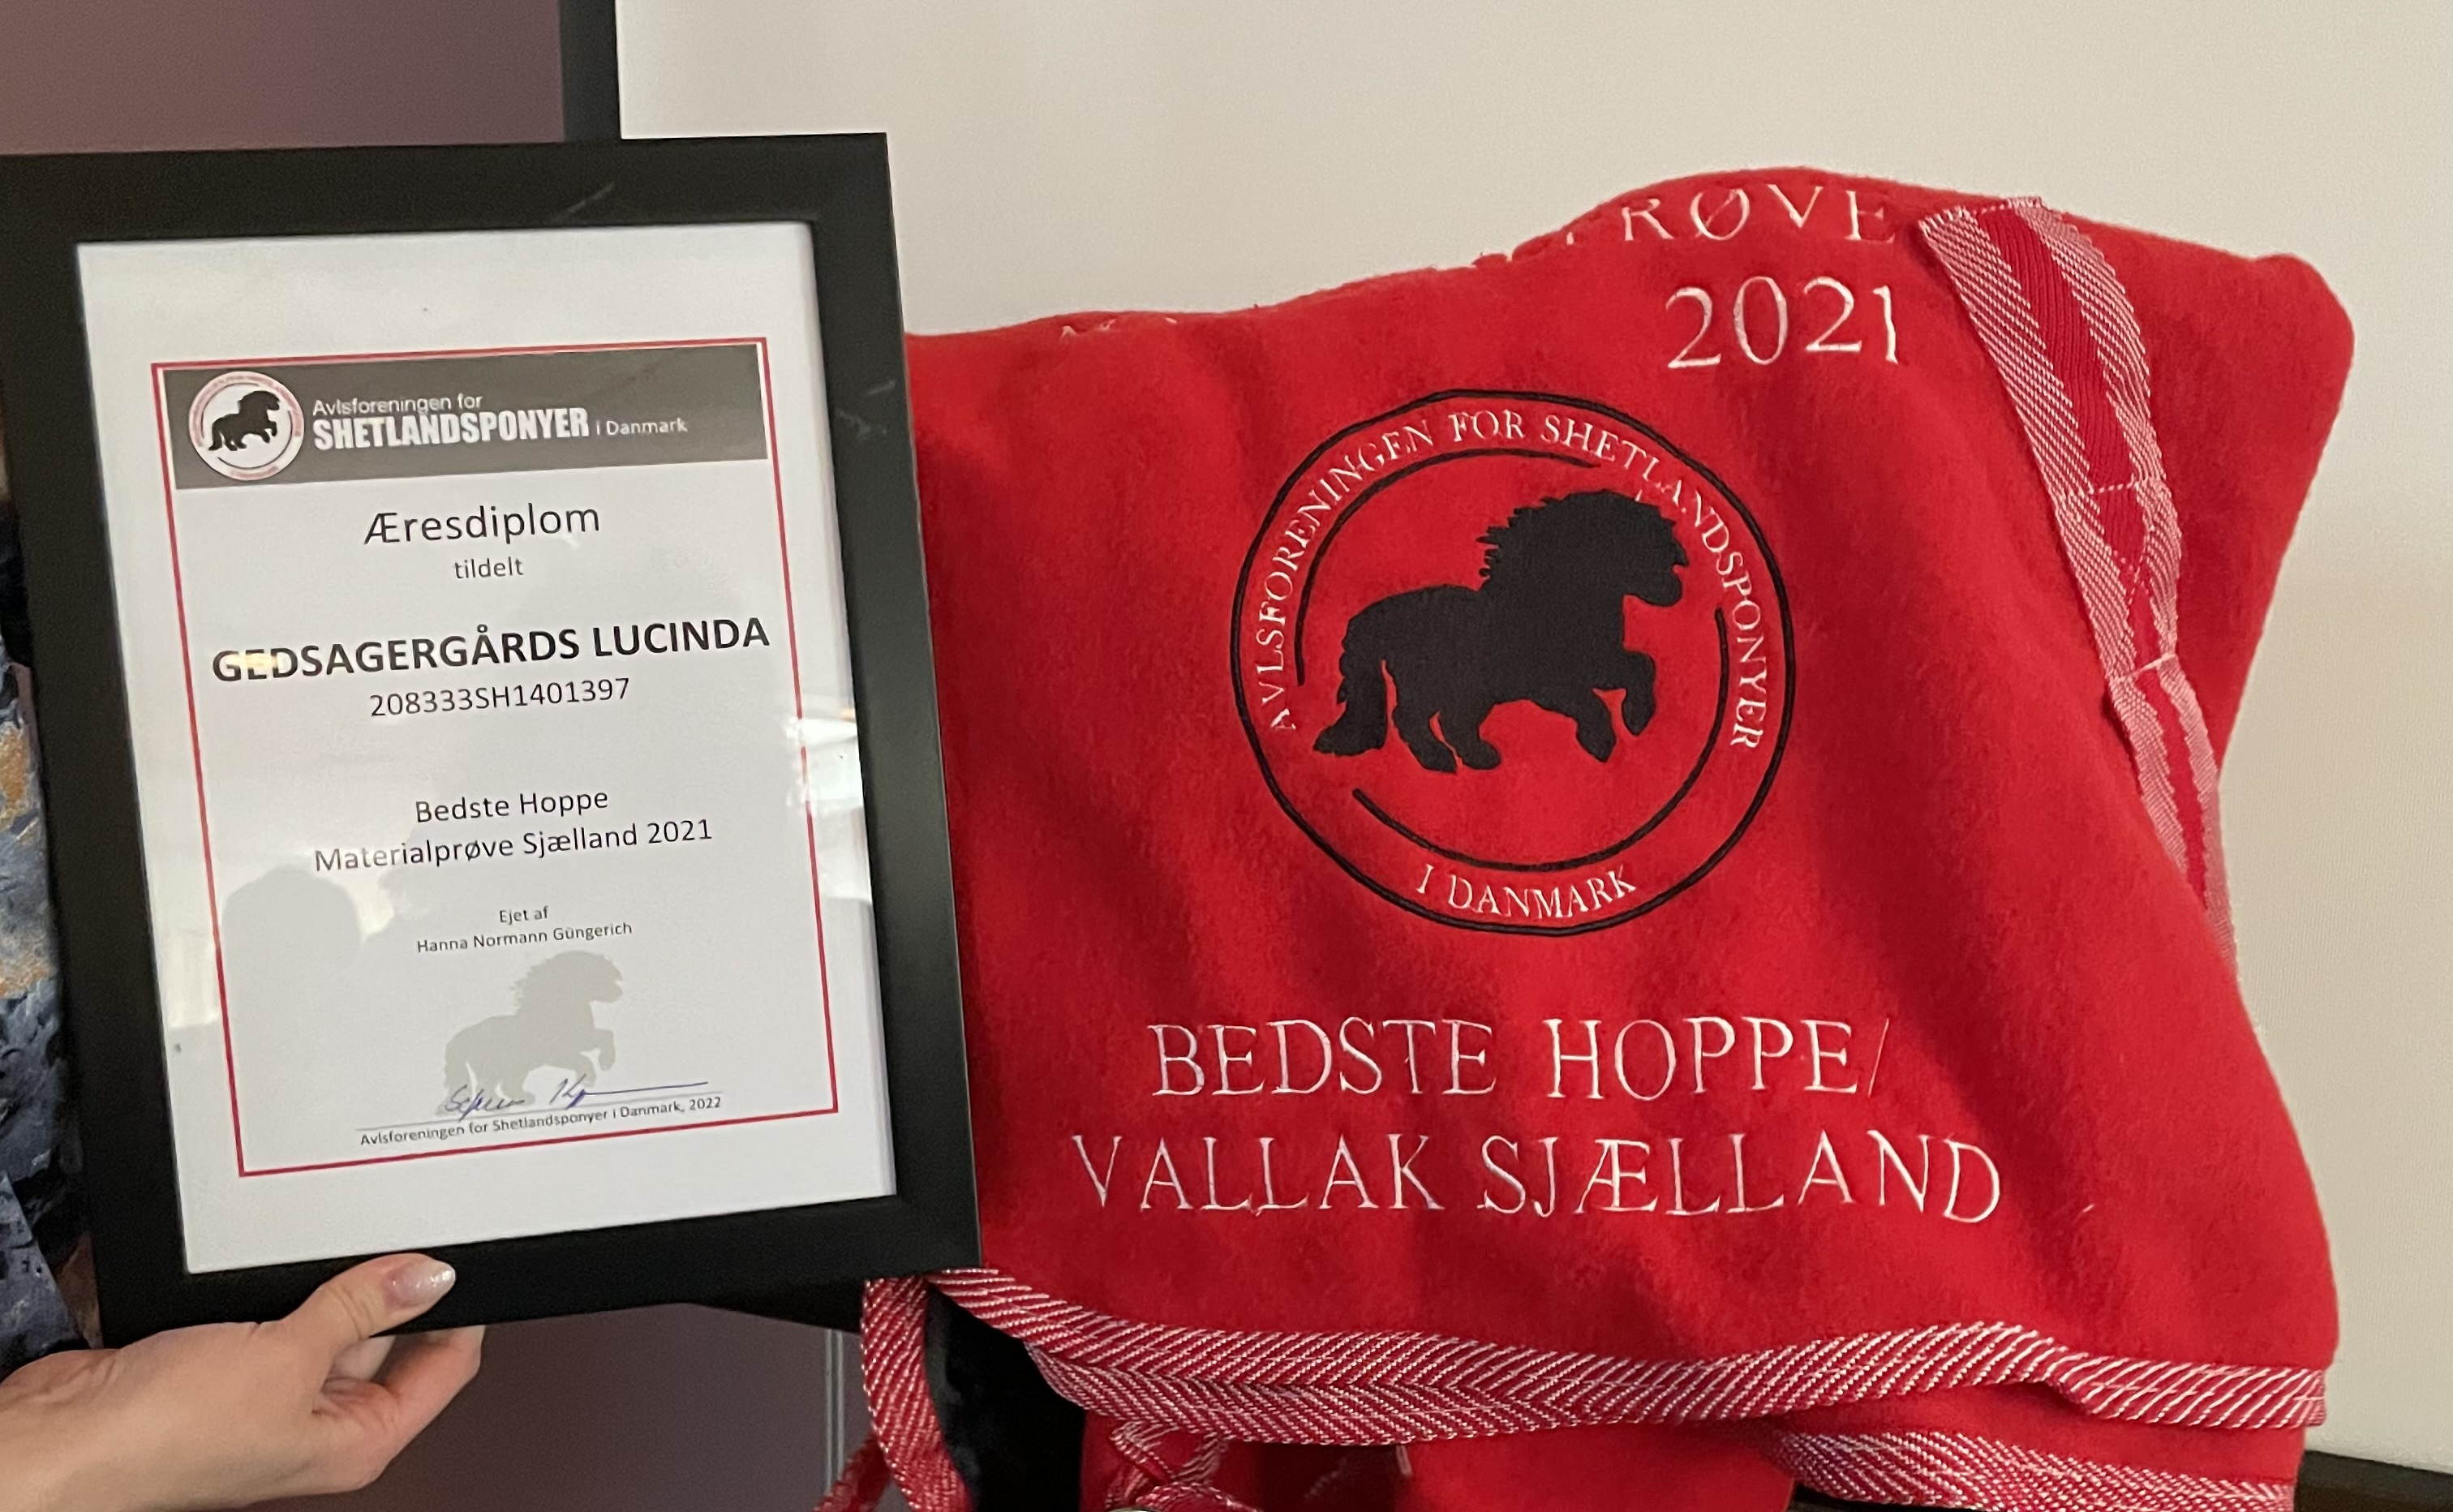 Avlsforeningen for
SHETLANDSPONYER i Danmark
Æresdiplom
tildelt
GEDSAGERGÅRDS LUCINDA
208333SH1401397
Bedste Hoppe
Materialprøve Sjælland 2021
Ejet af
Hanna Normann Güngerich
Avlsforeningen for Shetlandsponyer i Danmark, 2022
RØVE
2021
AVLSFORENINGEN FOR SHETLANDSPONYER
I DANMARK
BEDSTE HOPPE/
VALLAK SJÆLLAND